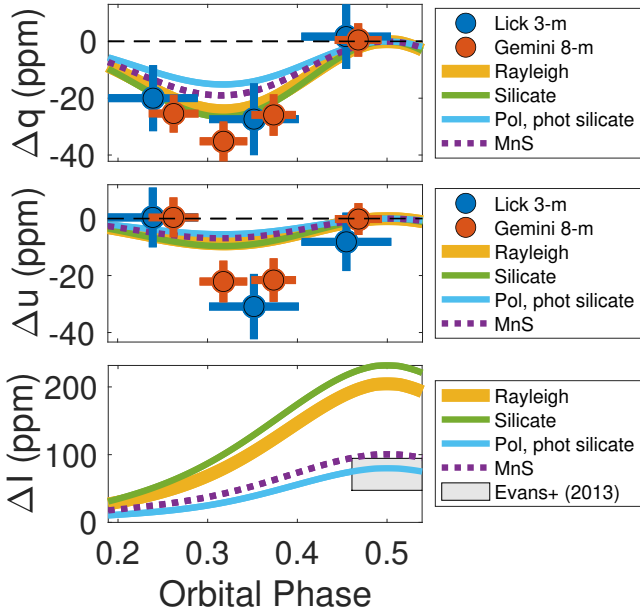 0
-20
-40
Δq (ppm)
Lick 3-m
Gemini 8-m
Rayleigh
Silicate
Pol, phot silicate
MnS
0
-20
-40
Δu (ppm)
Lick 3-m
Gemini 8-m
Rayleigh
Silicate
Pol, phot silicate
MnS
200
100
0
ΔI (ppm)
Rayleigh
Silicate
Pol, phot silicate
MnS
Evans+ (2013)
0.2 0.3 0.4 0.5
Orbital Phase